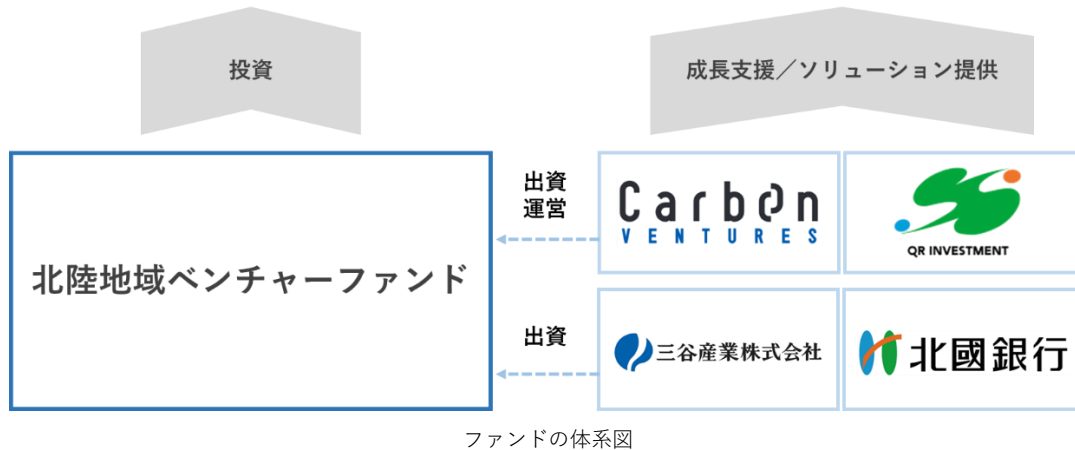 投資
成長支援／ソリューション提供
北陸地域ベンチャーファンド
出資
運営
Carbon
VENTURES
QR INVESTMENT
出資
三谷産業株式会社
北國銀行
ファンドの体系図